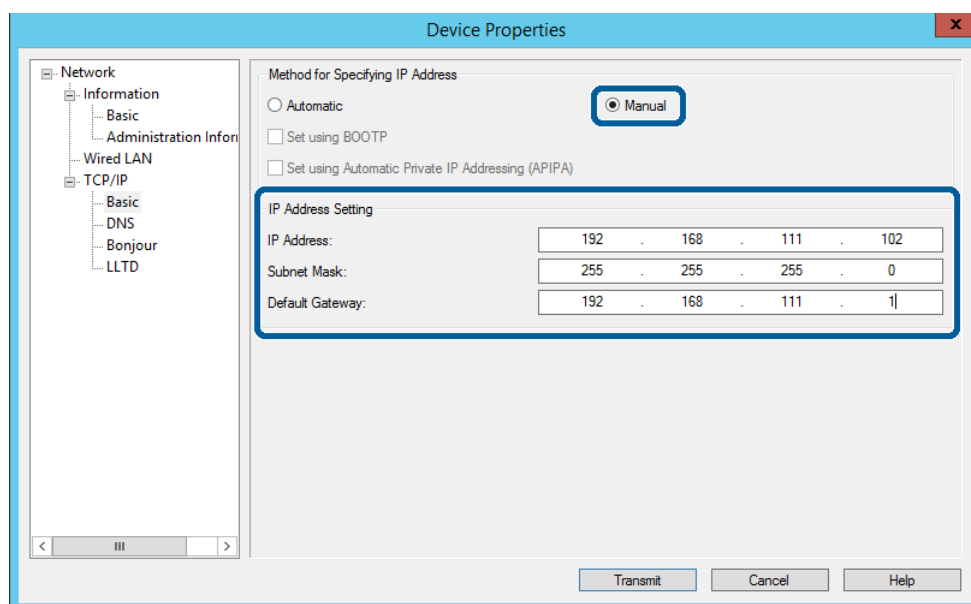 Device Properties
x
Network
Information
Basic
Administration Infor
Wired LAN
TCP/IP
Basic
DNS
Bonjour
LLTD
Method for Specifying IP Address
Automatic
Manual
Set using BOOTP
Set using Automatic Private IP Addressing (APIPA)
IP Address Setting
IP Address: 192 . 168 . 111 . 102
Subnet Mask: 255 . 255 . 255 . 0
Default Gateway: 192 . 168 . 111 . 1
Transmit Cancel Help